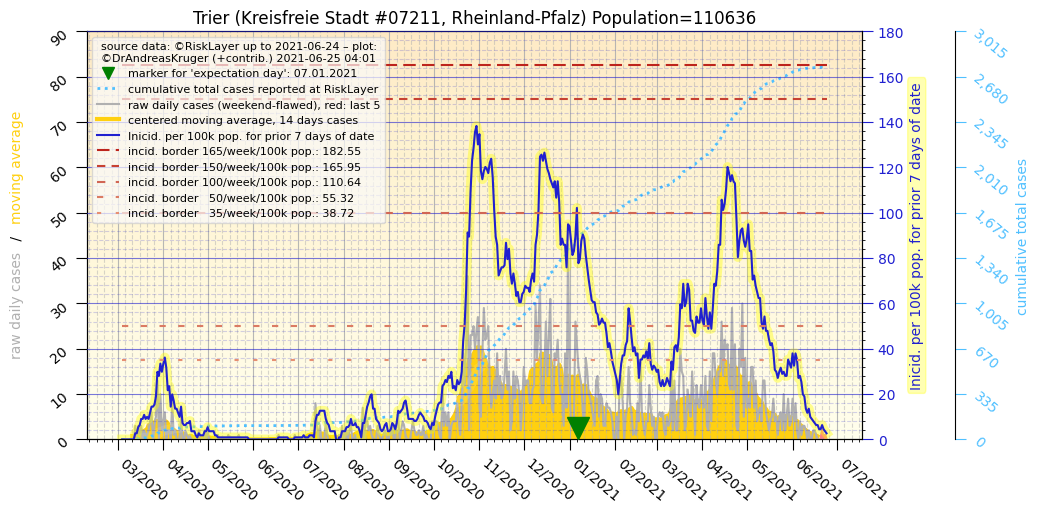 Trier (Kreisfreie Stadt #07211, Rheinland-Pfalz) Population=110636
source data: ©RiskLayer up to 2021-06-24 – plot:
©DrAndreasKruger (+contrib.) 2021-06-25 04:01
marker for 'expectation day': 07.01.2021
cumulative total cases reported at RiskLayer
raw daily cases (weekend-flawed), red: last 5
centered moving average, 14 days cases
Inicid. per 100k pop. for prior 7 days of date
incid. border 165/week/100k pop.: 182.55
incid. border 150/week/100k pop.: 165.95
incid. border 100/week/100k pop.: 110.64
incid. border   50/week/100k pop.: 55.32
incid. border   35/week/100k pop.: 38.72
raw daily cases   /   moving average
90
80
70
60
50
40
30
20
10
0
180
160
140
120
100
80
60
40
20
0
Inicid. per 100k pop. for prior 7 days of date
3,015
2,680
2,345
2,010
1,675
1,340
1,005
670
335
0
cumulative total cases
03/2020
04/2020
05/2020
06/2020
07/2020
08/2020
09/2020
10/2020
11/2020
12/2020
01/2021
02/2021
03/2021
04/2021
05/2021
06/2021
07/2021